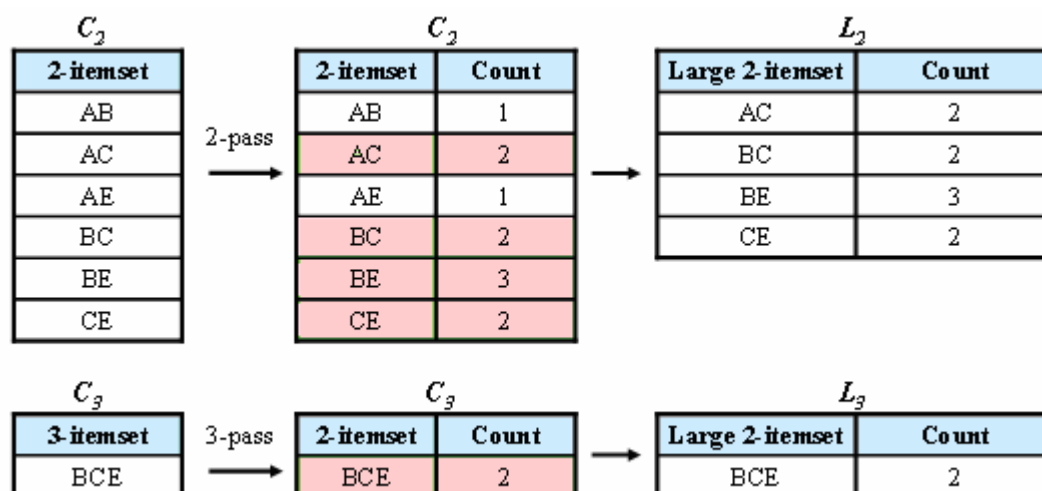 C2 C2 L2
2-itemset 2-itemset Count Large 2-itemset Count
AB AB 1 AC 2
2-pass
AC AC 2 BC 2
AE AE 1 BE 3
BC BC 2 CE 2
BE BE 3
CE CE 2
C3 C3 L3
3-itemset 3-pass 2-itemset Count Large 2-itemset Count
BCE BCE 2 BCE 2